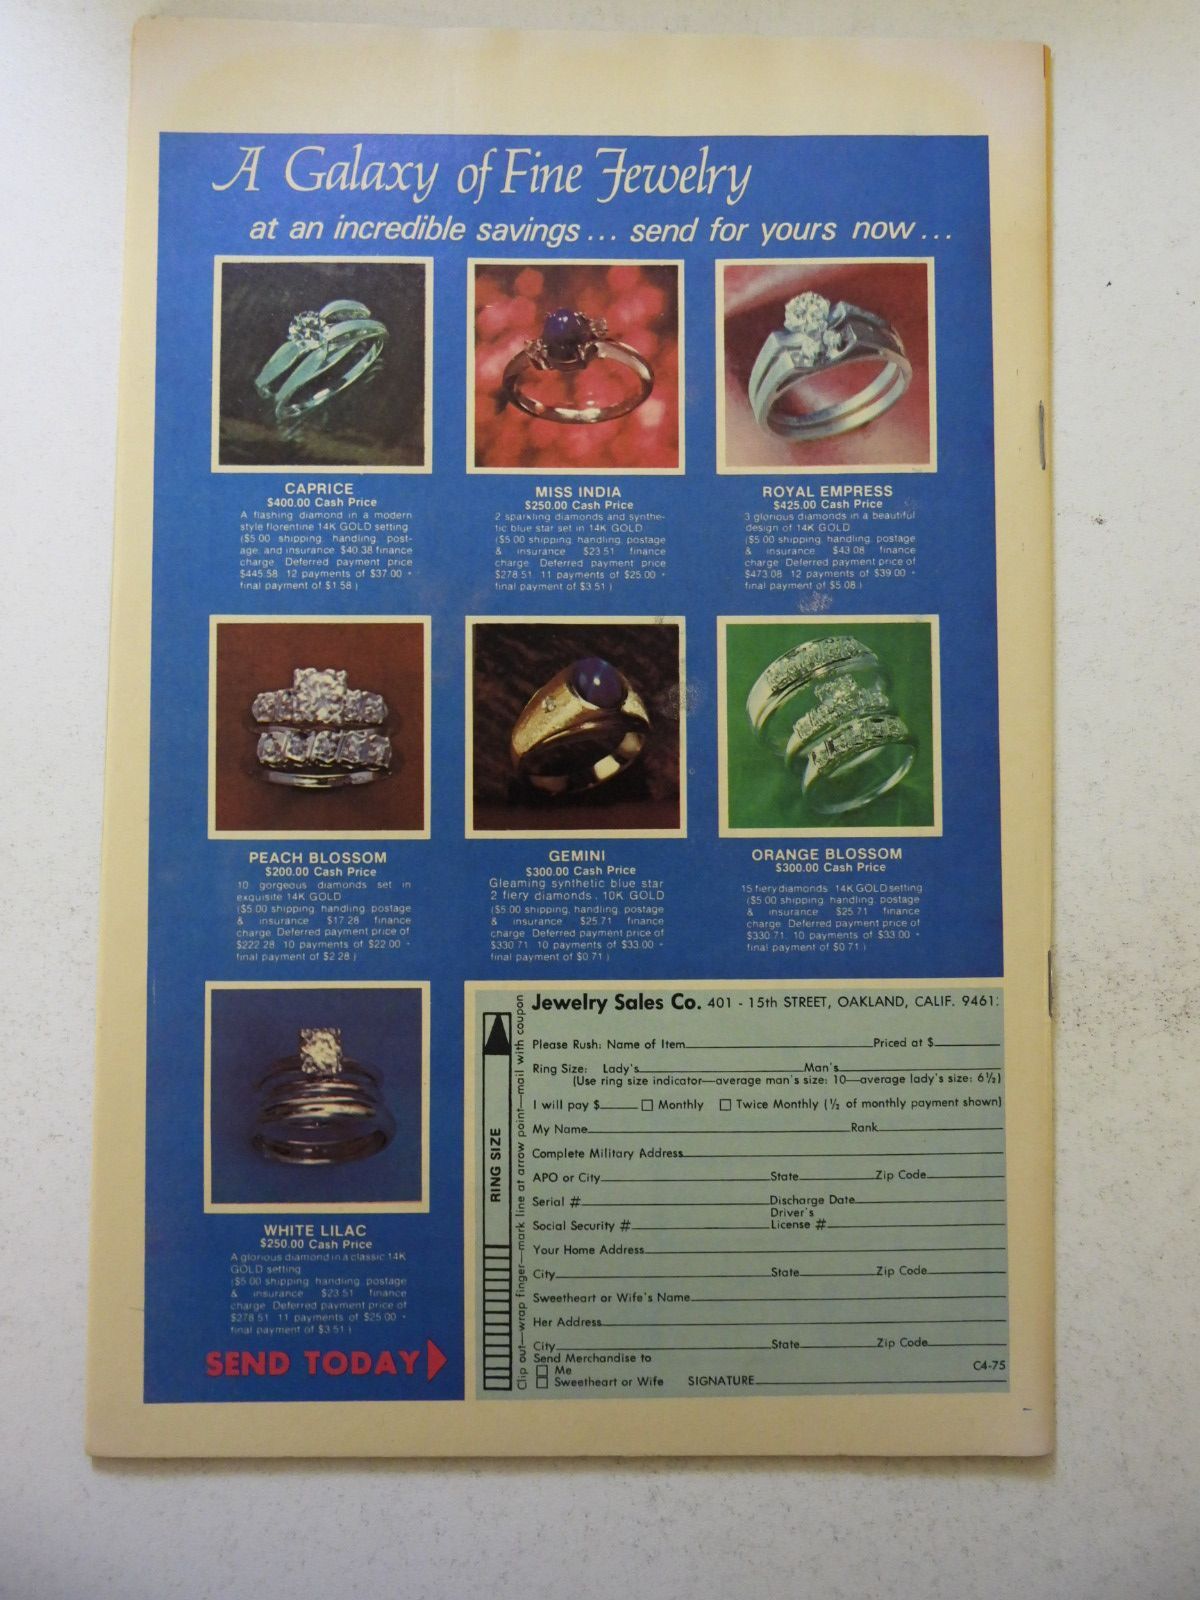 A Galaxy of Fine Jewelry
at an incredible savings ... send for yours now ...
CAPRICE
$400.00 Cash Price
A flashing diamond in a modern
style florentine 14K GOLD setting
($5.00 shipping, handling, post-
age, and insurance $40.38 finance
charge. Deferred payment price
$445.58 12 payments of $37.00 +
final payment of $1.58.)
MISS INDIA
$250.00 Cash Price
2 sparkling diamonds and synthe-
tic blue star set in 14K GOLD
($5.00 shipping, handling, postage
& insurance $23.51 finance
charge. Deferred payment price
$278.51 11 payments of $25.00 +
final payment of $3.51.)
ROYAL EMPRESS
$425.00 Cash Price
3 glorious diamonds in a beautiful
design of 14K GOLD
($5.00 shipping, handling, postage
& insurance $43.08 finance
charge. Deferred payment price of
$473.08 12 payments of $39.00 +
final payment of $5.08.)
PEACH BLOSSOM
$200.00 Cash Price
10 gorgeous diamonds set in
exquisite 14K GOLD
($5.00 shipping, handling, postage
& insurance $17.28 finance
charge. Deferred payment price of
$222.28 10 payments of $22.00 +
final payment of $2.28.)
GEMINI
$300.00 Cash Price
Gleaming synthetic blue star
2 fiery diamonds, 10K GOLD
($5.00 shipping, handling, postage
& insurance $25.71 finance
charge. Deferred payment price of
$330.71 10 payments of $33.00 +
final payment of $0.71.)
ORANGE BLOSSOM
$300.00 Cash Price
15 fiery diamonds 14K GOLD setting
($5.00 shipping, handling, postage
& insurance $25.71 finance
charge. Deferred payment price of
$330.71 10 payments of $33.00 +
final payment of $0.71.)
WHITE LILAC
$250.00 Cash Price
A glorious diamond in a classic 14K
GOLD setting
($5.00 shipping, handling, postage
& insurance $23.51 finance
charge. Deferred payment price of
$278.51 11 payments of $25.00 +
final payment of $3.51.)
SEND TODAY
RING SIZE
Clip out—wrap finger—mark line at arrow point—mail with coupon
Jewelry Sales Co. 401 - 15th STREET, OAKLAND, CALIF. 9461
Please Rush: Name of Item Priced at $
Ring Size: Lady's Man's
(Use ring size indicator—average man's size: 10—average lady's size: 6½)
I will pay $ Monthly Twice Monthly (½ of monthly payment shown)
My Name Rank
Complete Military Address
APO or City State Zip Code
Serial # Discharge Date
Driver's
Social Security # License #
Your Home Address
City State Zip Code
Sweetheart or Wife's Name
Her Address
City State Zip Code
Send Merchandise to
Me C4-75
Sweetheart or Wife SIGNATURE